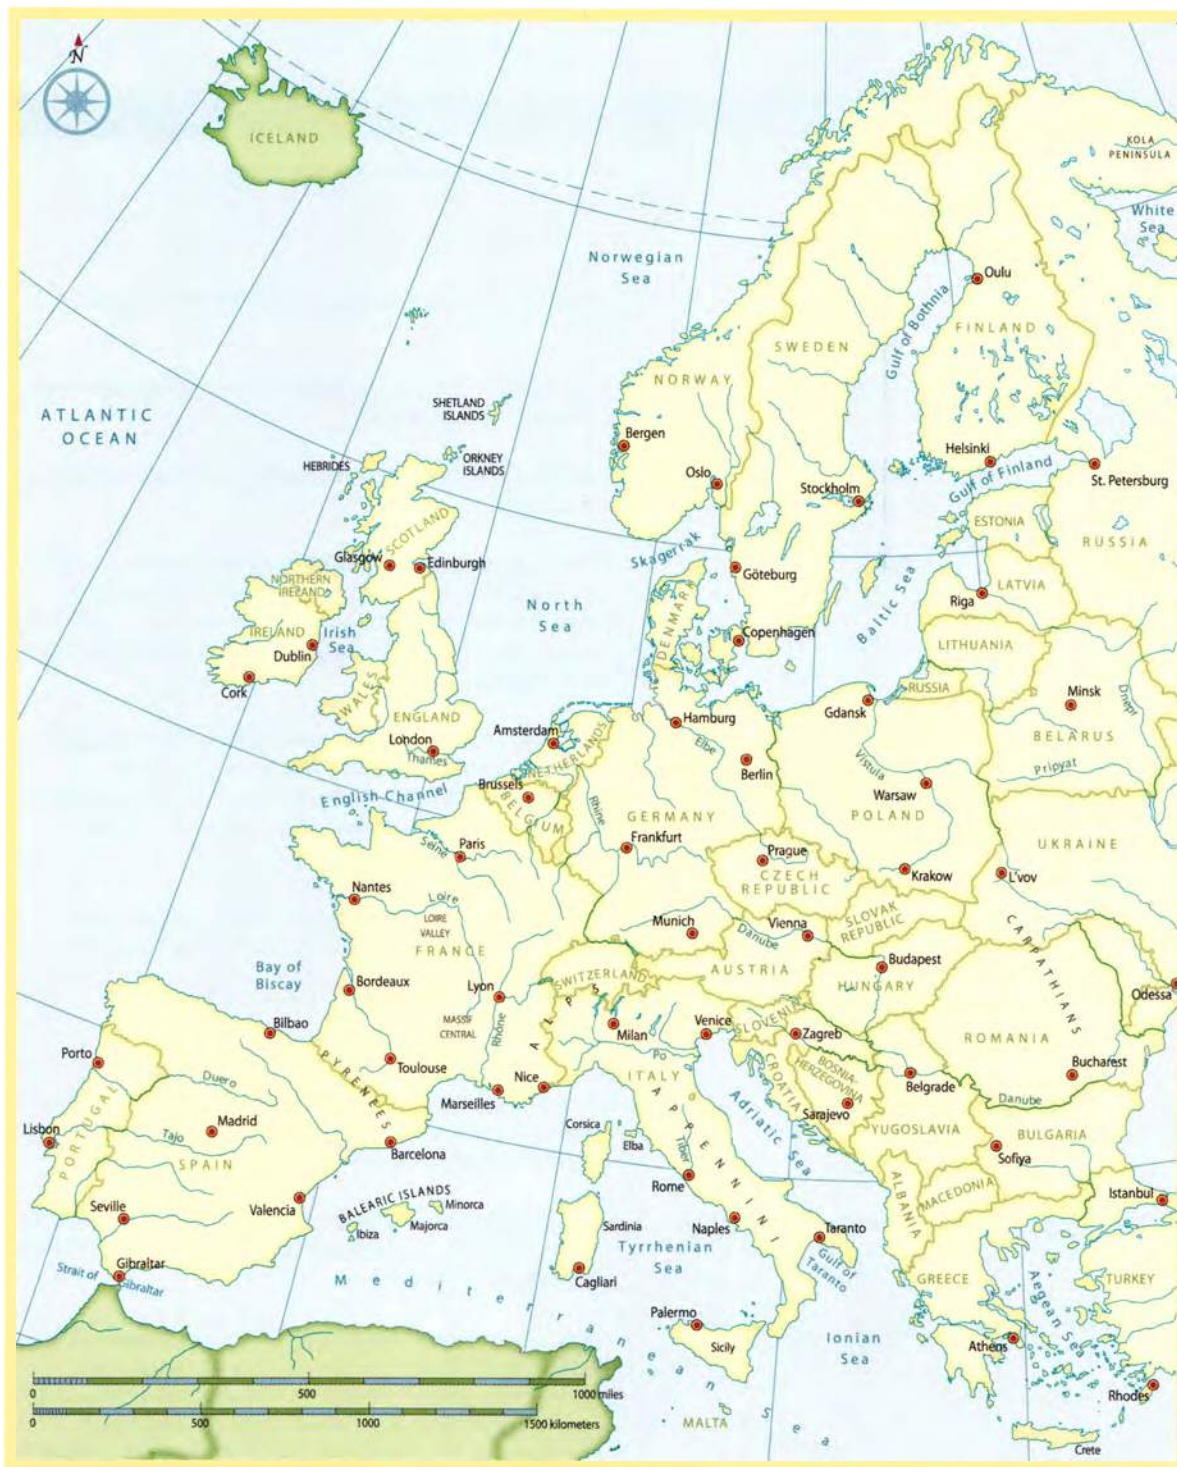 N
ICELAND
KOLA
PENINSULA
White
Sea
Norwegian
Sea
Oulu
Gulf of Bothnia
FINLAND
SWEDEN
NORWAY
ATLANTIC
OCEAN
SHETLAND
ISLANDS
Bergen
HEBRIDES
ORKNEY
ISLANDS
Helsinki
Oslo
Stockholm
Gulf of Finland
St. Petersburg
SCOTLAND
ESTONIA
RUSSIA
Skagerrak
Glasgow
Edinburgh
Göteburg
NORTHERN
IRELAND
North
Sea
DENMARK
Baltic Sea
LATVIA
Riga
IRELAND
Irish
Sea
Dublin
Copenhagen
LITHUANIA
Cork
WALES
RUSSIA
Minsk
Dnepr
Gdansk
ENGLAND
Hamburg
Amsterdam
London
Thames
NETHERLANDS
Elbe
BELARUS
Vistula
Pripyat
Berlin
Brussels
Warsaw
English Channel
BELGIUM
Rhine
GERMANY
POLAND
UKRAINE
Seine
Paris
Frankfurt
Prague
CZECH
REPUBLIC
Krakow
L'vov
Nantes
Loire
LOIRE
VALLEY
Munich
Vienna
SLOVAK
REPUBLIC
CARPATHIANS
Danube
FRANCE
Bay of
Biscay
SWITZERLAND
AUSTRIA
Budapest
HUNGARY
Bordeaux
Lyon
ALPS
Odessa
MASSIF
CENTRAL
Rhône
Milan
Venice
SLOVENIA
Zagreb
ROMANIA
Bilbao
Porto
Toulouse
Nice
Po
ITALY
CROATIA
BOSNIA-
HERZEGOVINA
Belgrade
Bucharest
PYRENEES
Duero
Marseilles
Danube
Adriatic Sea
Sarajevo
Lisbon
PORTUGAL
Tajo
Madrid
SPAIN
Barcelona
Corsica
Elba
Tiber
APPENINI
YUGOSLAVIA
BULGARIA
Sofiya
Rome
ALBANIA
MACEDONIA
Istanbul
BALEARIC ISLANDS
Minorca
Majorca
Ibiza
Seville
Valencia
Sardinia
Naples
Taranto
Tyrrhenian
Sea
Gulf of
Taranto
Gibraltar
Strait of
Gibraltar
Cagliari
GREECE
Aegean Sea
TURKEY
Mediterranean Sea
Palermo
Sicily
Ionian
Sea
Athens
Rhodes
0 500 1000 miles
0 500 1000 1500 kilometers
MALTA
Crete